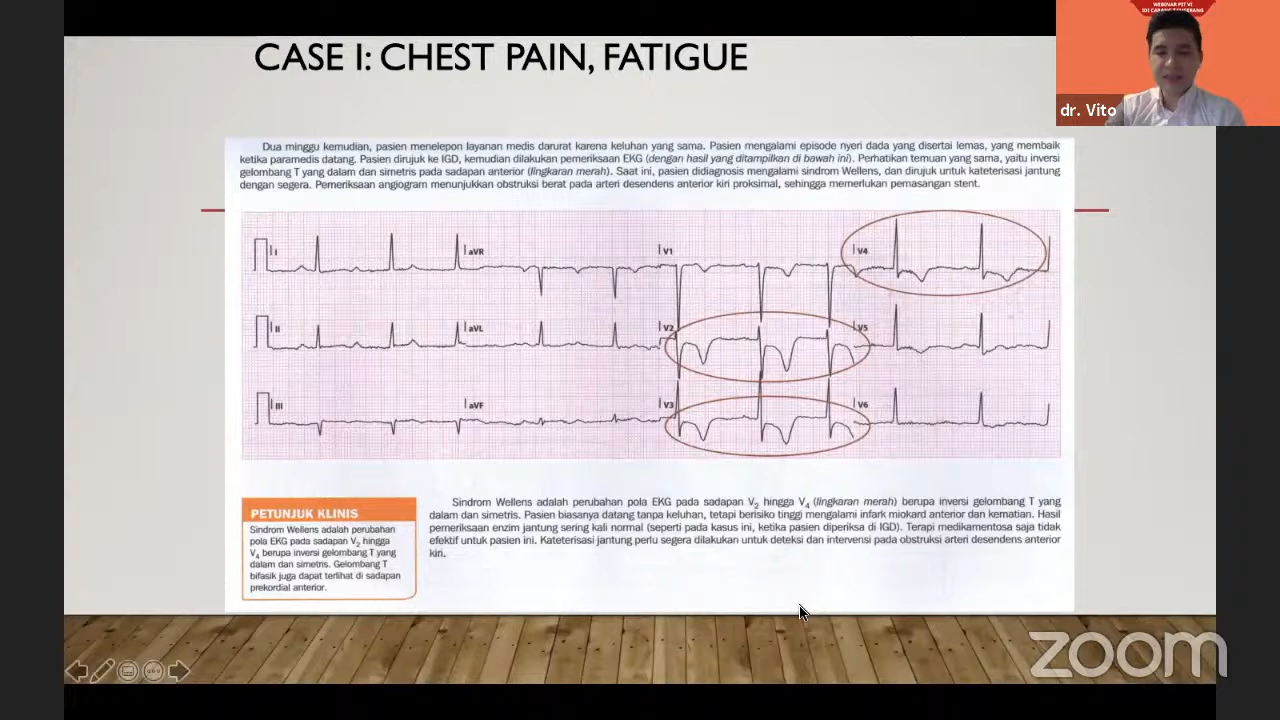 WEBINAR PIT VI
IDI CABANG TANGERANG
dr. Vito
CASE I: CHEST PAIN, FATIGUE
Dua minggu kemudian, pasien menelepon layanan medis darurat karena keluhan yang sama. Pasien mengalami episode nyeri dada yang disertai lemas, yang membaik
ketika paramedis datang. Pasien dirujuk ke IGD, kemudian dilakukan pemeriksaan EKG (dengan hasil yang ditampilkan di bawah ini). Perhatikan temuan yang sama, yaitu inversi
gelombang T yang dalam dan simetris pada sadapan anterior (lingkaran merah). Saat ini, pasien didiagnosis mengalami sindrom Wellens, dan dirujuk untuk kateterisasi jantung
dengan segera. Pemeriksaan angiogram menunjukkan obstruksi berat pada arteri desendens anterior kiri proksimal, sehingga memerlukan pemasangan stent.
I aVR V1 V4
II aVL V2 V5
III aVF V3 V6
PETUNJUK KLINIS
Sindrom Wellens adalah perubahan
pola EKG pada sadapan V2 hingga
V4 berupa inversi gelombang T yang
dalam dan simetris. Gelombang T
bifasik juga dapat terlihat di sadapan
prekordial anterior.
Sindrom Wellens adalah perubahan pola EKG pada sadapan V2 hingga V4 (lingkaran merah) berupa inversi gelombang T yang
dalam dan simetris. Pasien biasanya datang tanpa keluhan, tetapi berisiko tinggi mengalami infark miokard anterior dan kematian. Hasil
pemeriksaan enzim jantung sering kali normal (seperti pada kasus ini, ketika pasien diperiksa di IGD). Terapi medikamentosa saja tidak
efektif untuk pasien ini. Kateterisasi jantung perlu segera dilakukan untuk deteksi dan intervensi pada obstruksi arteri desendens anterior
kiri.
zoom